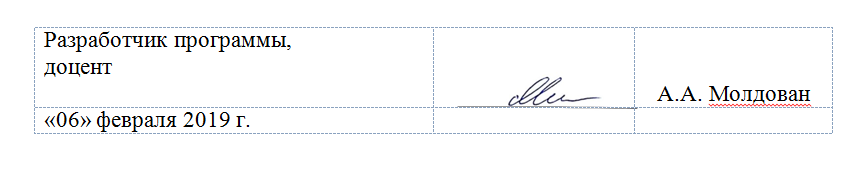 Разработчик программы,
доцент
А.А. Молдован
«06» февраля 2019 г.